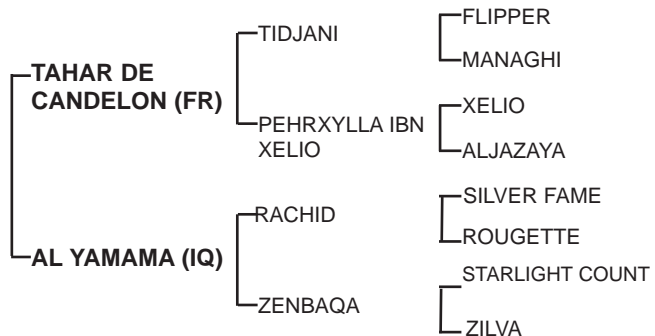 FLIPPER
TIDJANI
MANAGHI
TAHAR DE
CANDELON (FR)
XELIO
PEHRXYLLA IBN
XELIO
ALJAZAYA
SILVER FAME
RACHID
ROUGETTE
AL YAMAMA (IQ)
STARLIGHT COUNT
ZENBAQA
ZILVA